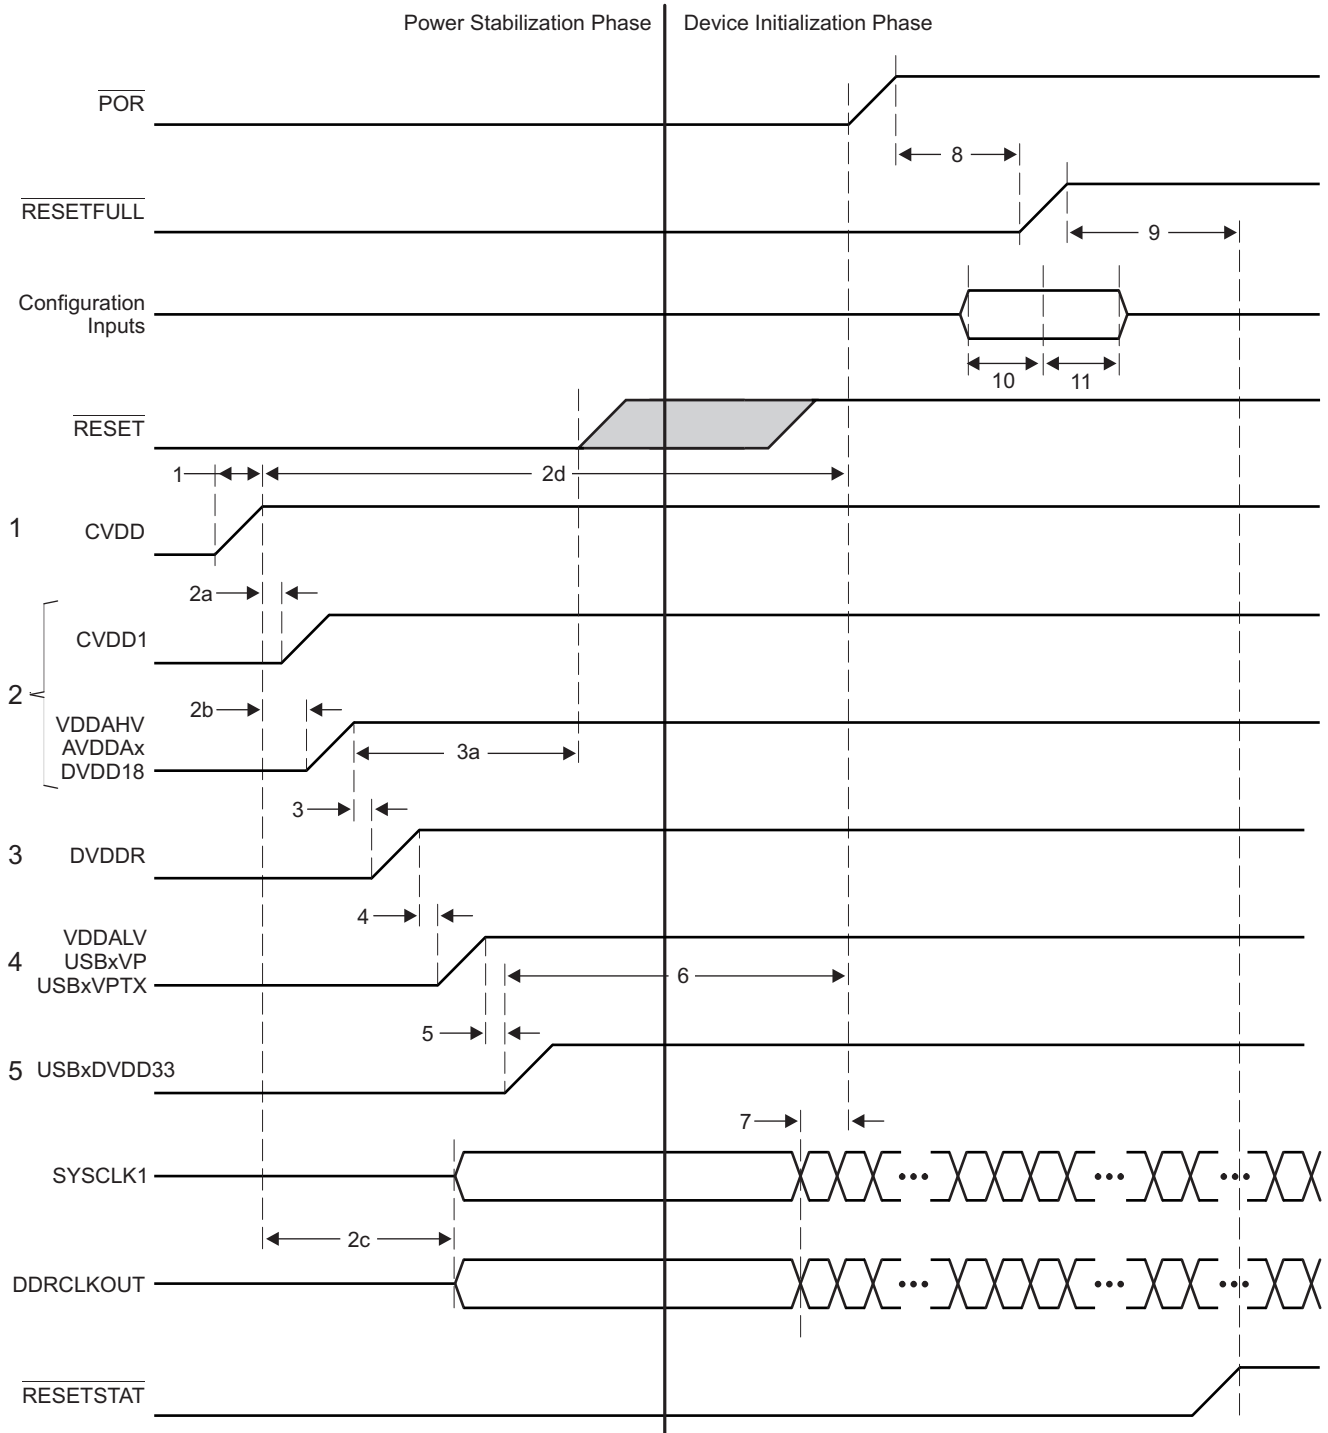 Power Stabilization Phase
Device Initialization Phase
POR
8
RESETFULL
9
Configuration
Inputs
10
11
RESET
1
2d
1
CVDD
2a
CVDD1
2
2b
VDDAHV
AVDDAx
DVDD18
3a
3
3
DVDDR
4
VDDALV
4
USBxVP
USBxVPTX
6
5
5
USBxDVDD33
7
SYSCLK1
2c
DDRCLKOUT
RESETSTAT